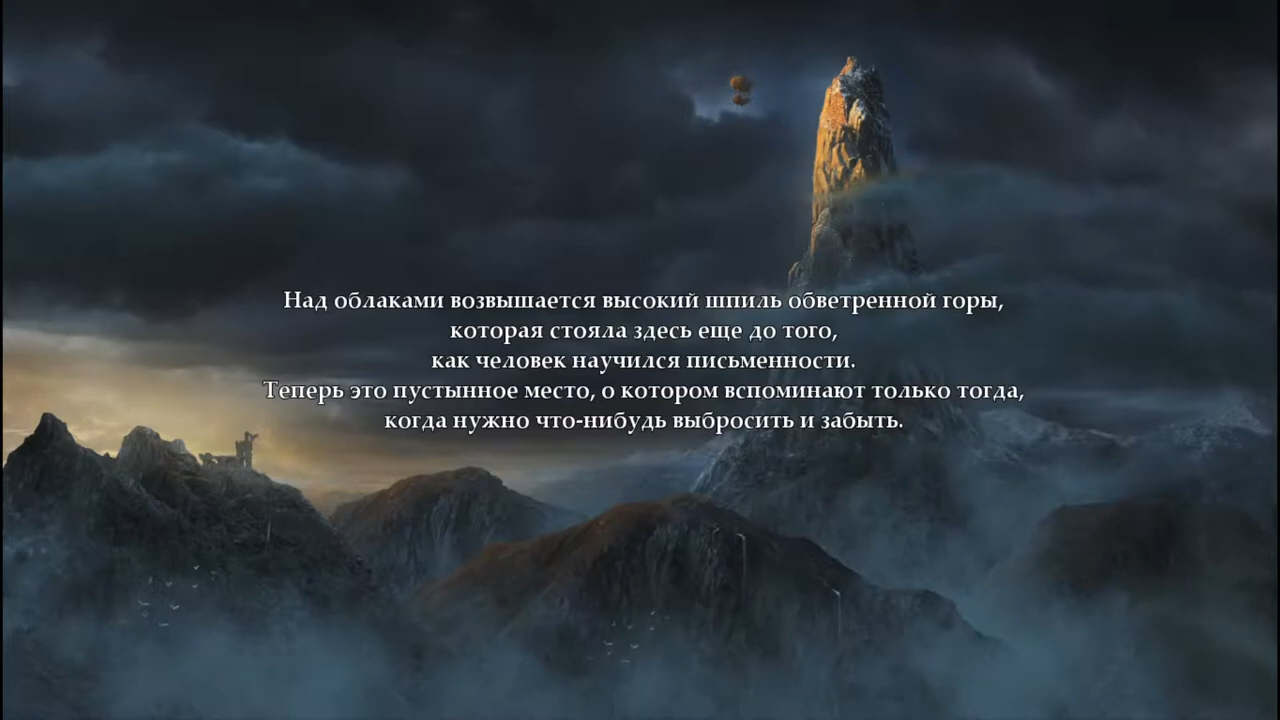 Над облаками возвышается высокий шпиль обветренной горы,
которая стояла здесь еще до того,
как человек научился письменности.
Теперь это пустынное место, о котором вспоминают только тогда,
когда нужно что-нибудь выбросить и забыть.